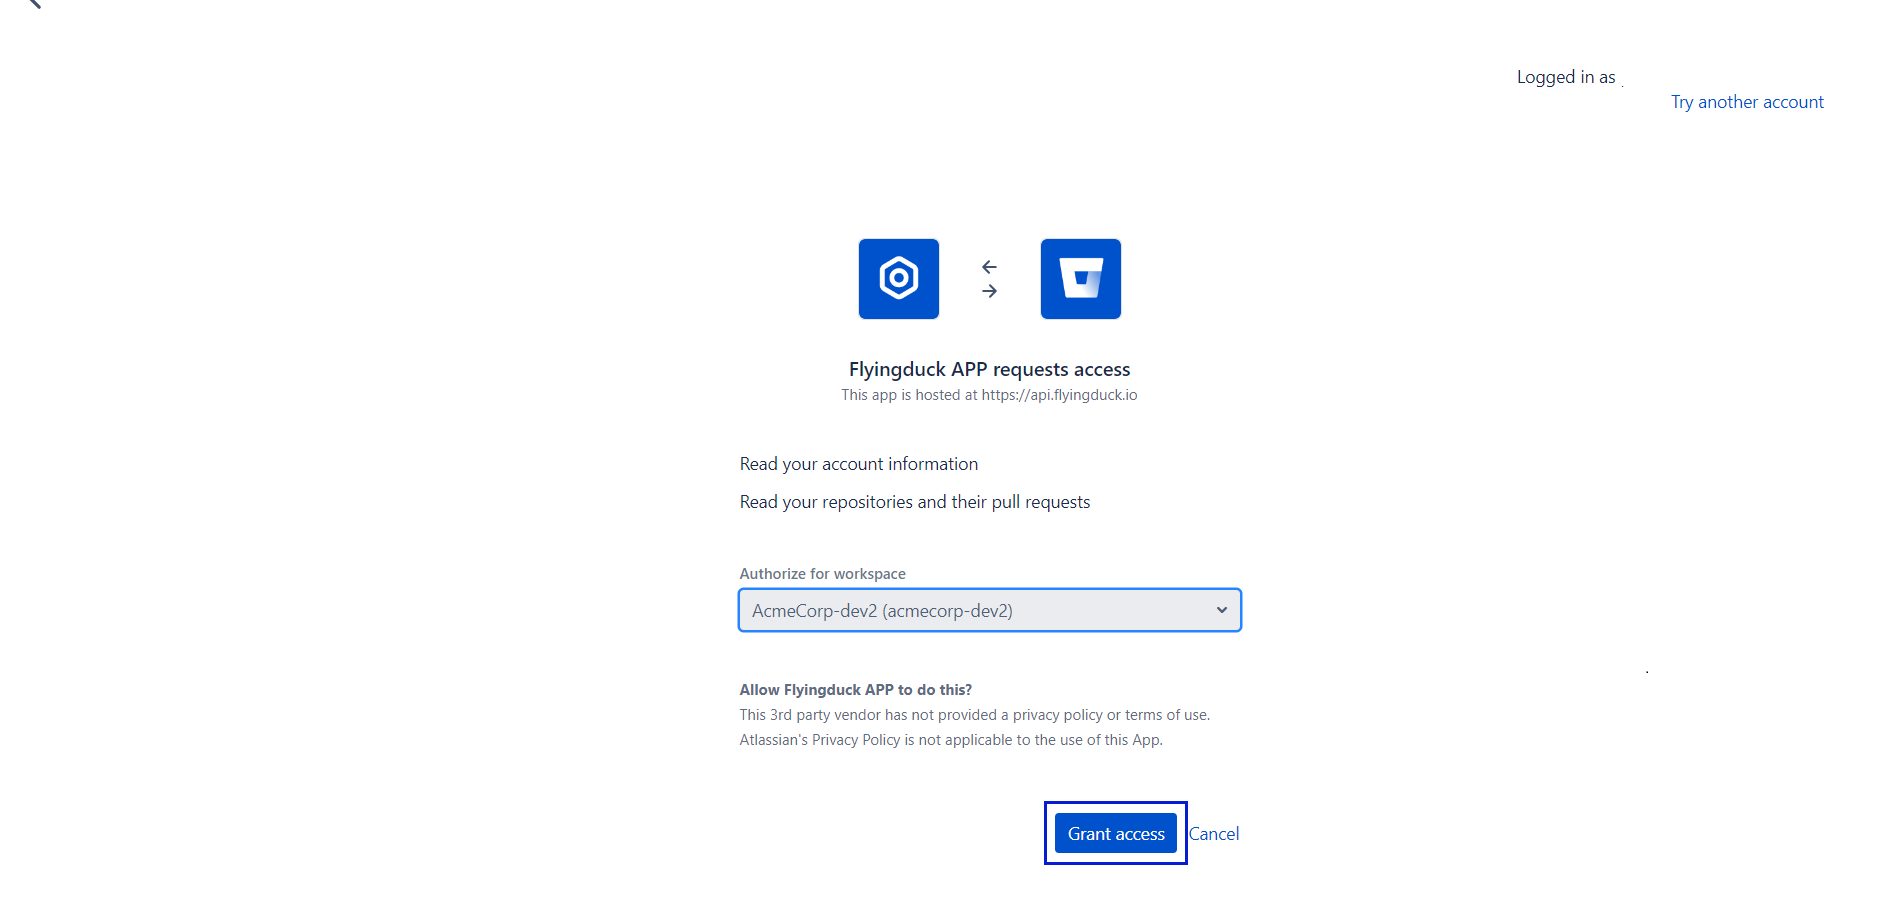 Logged in as
Try another account
Flyingduck APP requests access
This app is hosted at https://api.flyingduck.io
Read your account information
Read your repositories and their pull requests
Authorize for workspace
AcmeCorp-dev2 (acmecorp-dev2)
Allow Flyingduck APP to do this?
This 3rd party vendor has not provided a privacy policy or terms of use.
Atlassian's Privacy Policy is not applicable to the use of this App.
Grant access Cancel